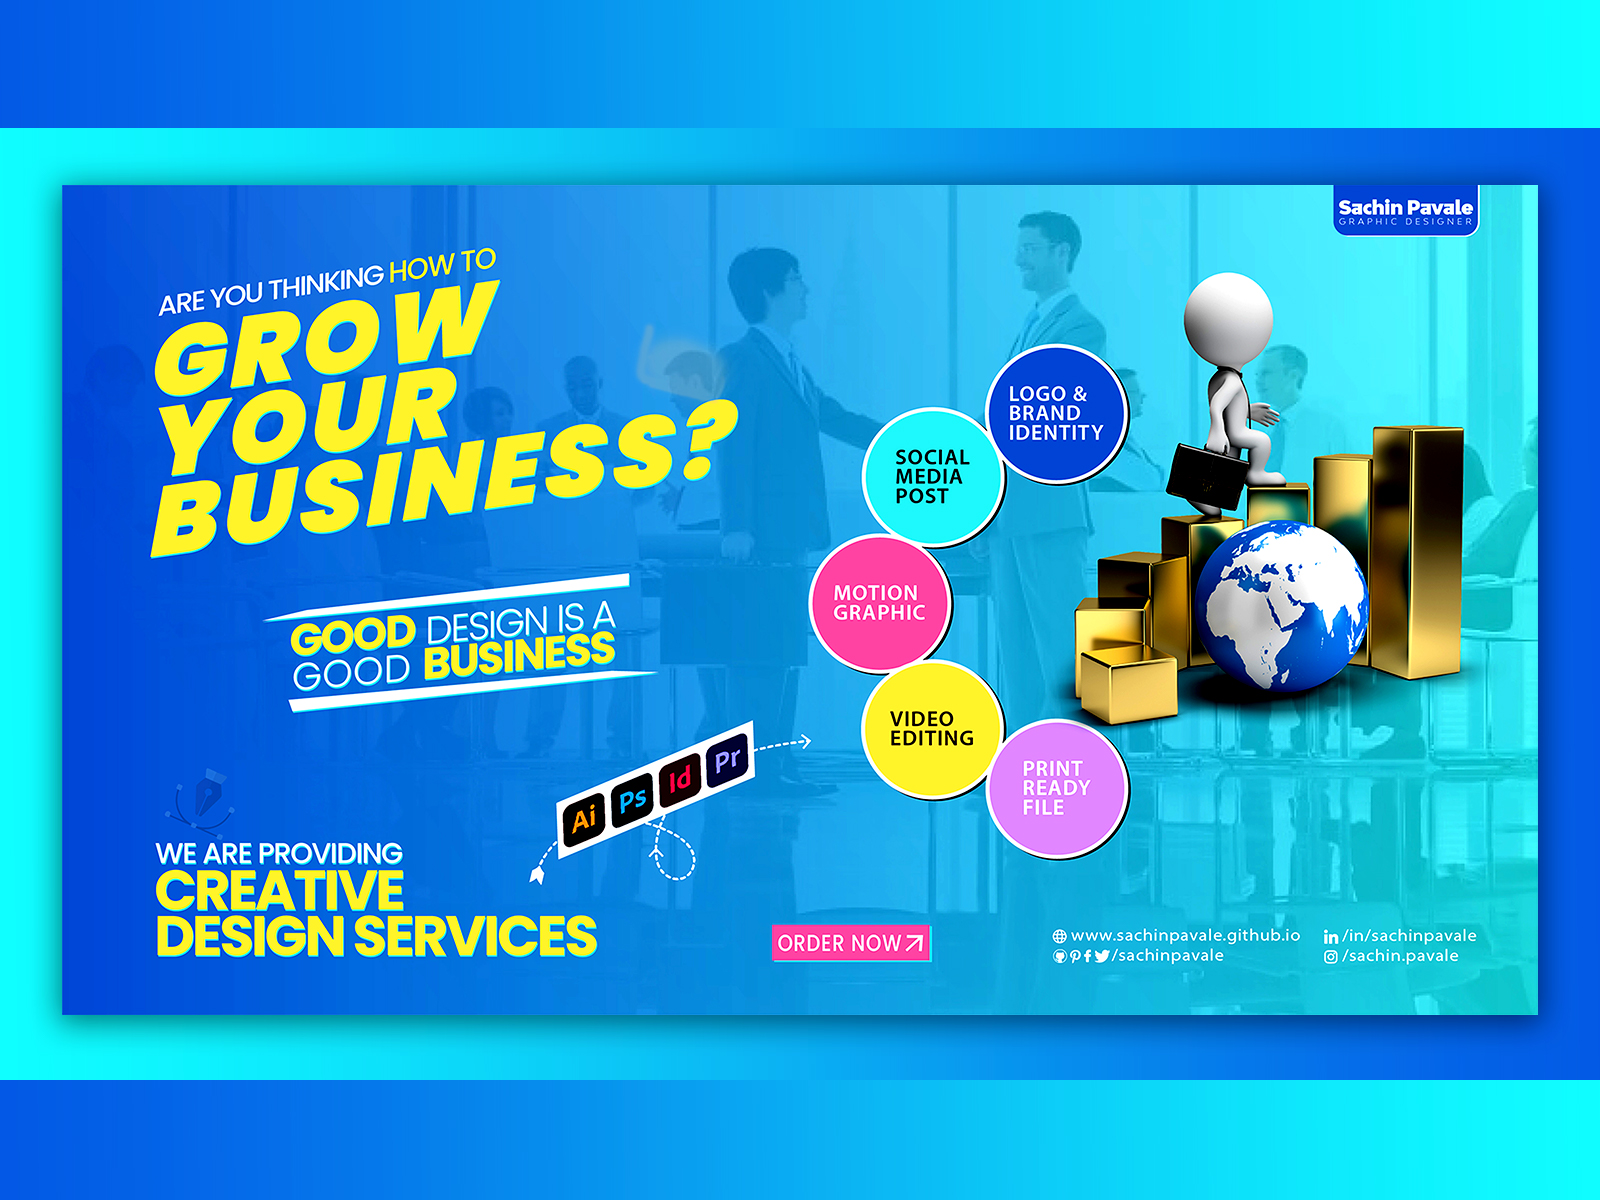 Sachin Pavale
GRAPHIC DESIGNER
ARE YOU THINKING HOW TO
GROW
YOUR
BUSINESS?
GOOD DESIGN IS A
GOOD BUSINESS
LOGO &
BRAND
IDENTITY
SOCIAL
MEDIA
POST
MOTION
GRAPHIC
VIDEO
EDITING
PRINT
READY
FILE
Ai Ps Id Pr
WE ARE PROVIDING
CREATIVE
DESIGN SERVICES
ORDER NOW
www.sachinpavale.github.io
/sachinpavale
in /in/sachinpavale
/sachin.pavale